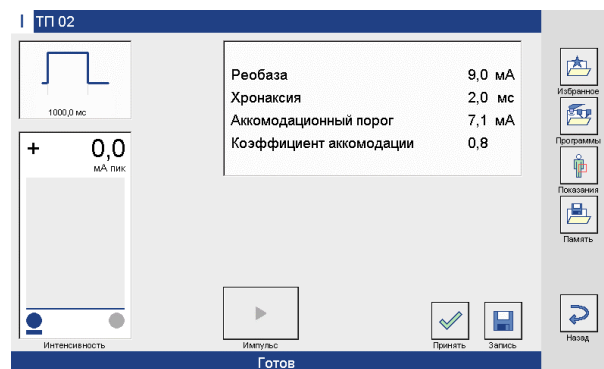 I ТП 02
1000,0 мс
+ 0,0
мА пик
Интенсивность
Реобаза 9,0 мА
Хронаксия 2,0 мс
Аккомодационный порог 7,1 мА
Коэффициент аккомодации 0,8
Импульс
Принять
Запись
Избранное
Программы
Показания
Память
Назад
Готов